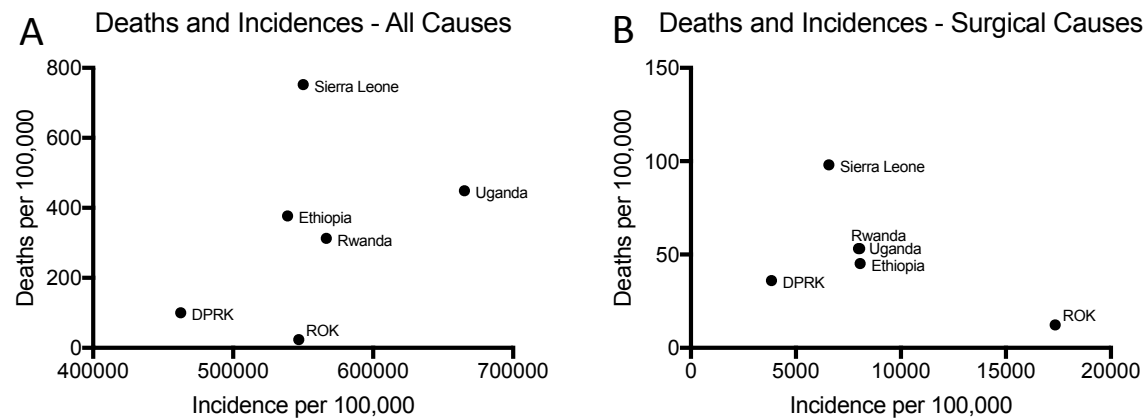 A
Deaths and Incidences - All Causes
800
600
400
200
0
Deaths per 100,000
Sierra Leone
Uganda
Ethiopia
Rwanda
DPRK
ROK
400000 500000 600000 700000
Incidence per 100,000
B
Deaths and Incidences - Surgical Causes
150
100
50
0
Deaths per 100,000
Sierra Leone
Rwanda
Uganda
Ethiopia
DPRK
ROK
0 5000 10000 15000 20000
Incidence per 100,000